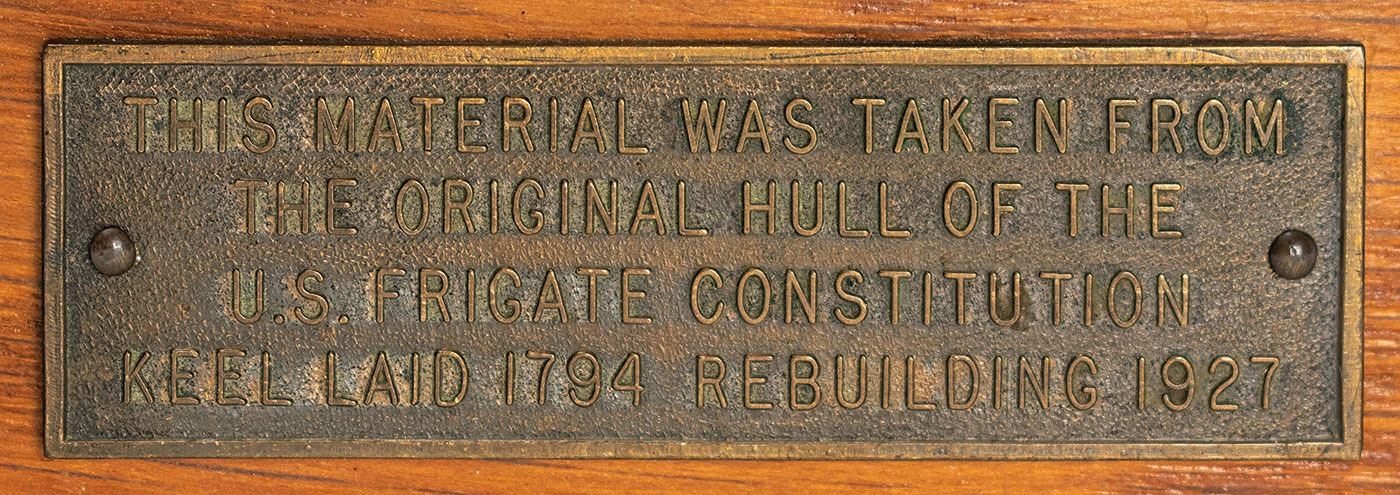 THIS MATERIAL WAS TAKEN FROM
THE ORIGINAL HULL OF THE
U.S. FRIGATE CONSTITUTION
KEEL LAID 1794 REBUILDING 1927